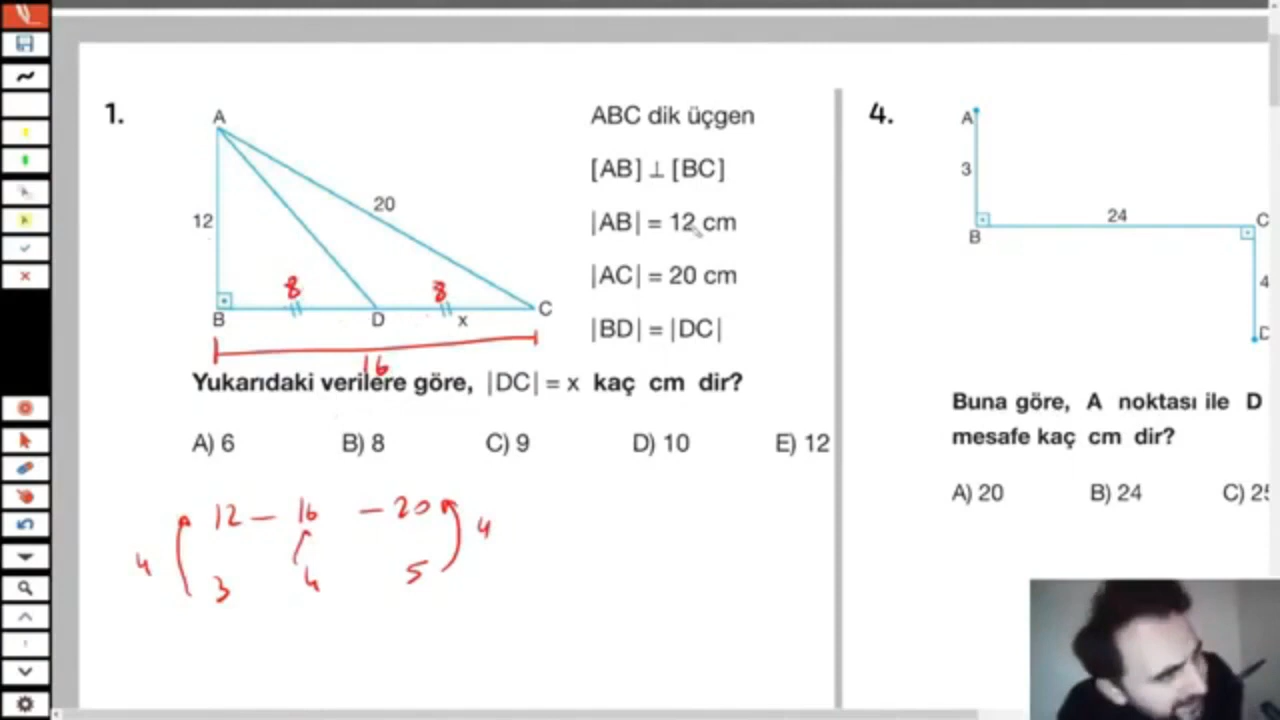 1.
A
12
20
8
8
B
D
x
C
16
ABC dik üçgen
[AB] ⊥ [BC]
|AB| = 12 cm
|AC| = 20 cm
|BD| = |DC|
Yukarıdaki verilere göre, |DC| = x kaç cm dir?
A) 6 B) 8 C) 9 D) 10 E) 12
12 – 16 – 20
4
4
3 4 5
4.
A
3
B
24
C
4
D
Buna göre, A noktası ile D
mesafe kaç cm dir?
A) 20 B) 24 C) 25